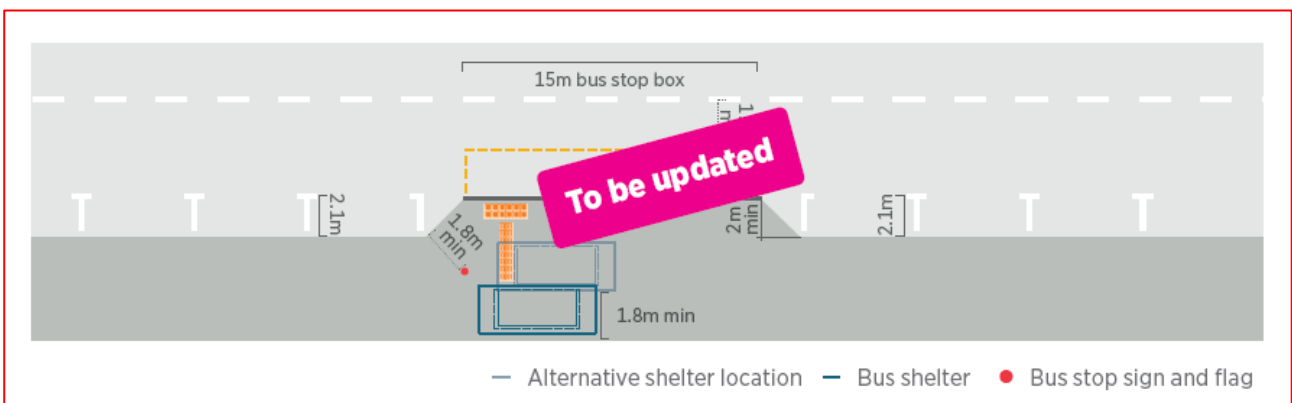 15m bus stop box
To be updated
2.1m
1.8m
min
2m
min
2.1m
1.8m min
Alternative shelter location
Bus shelter
Bus stop sign and flag